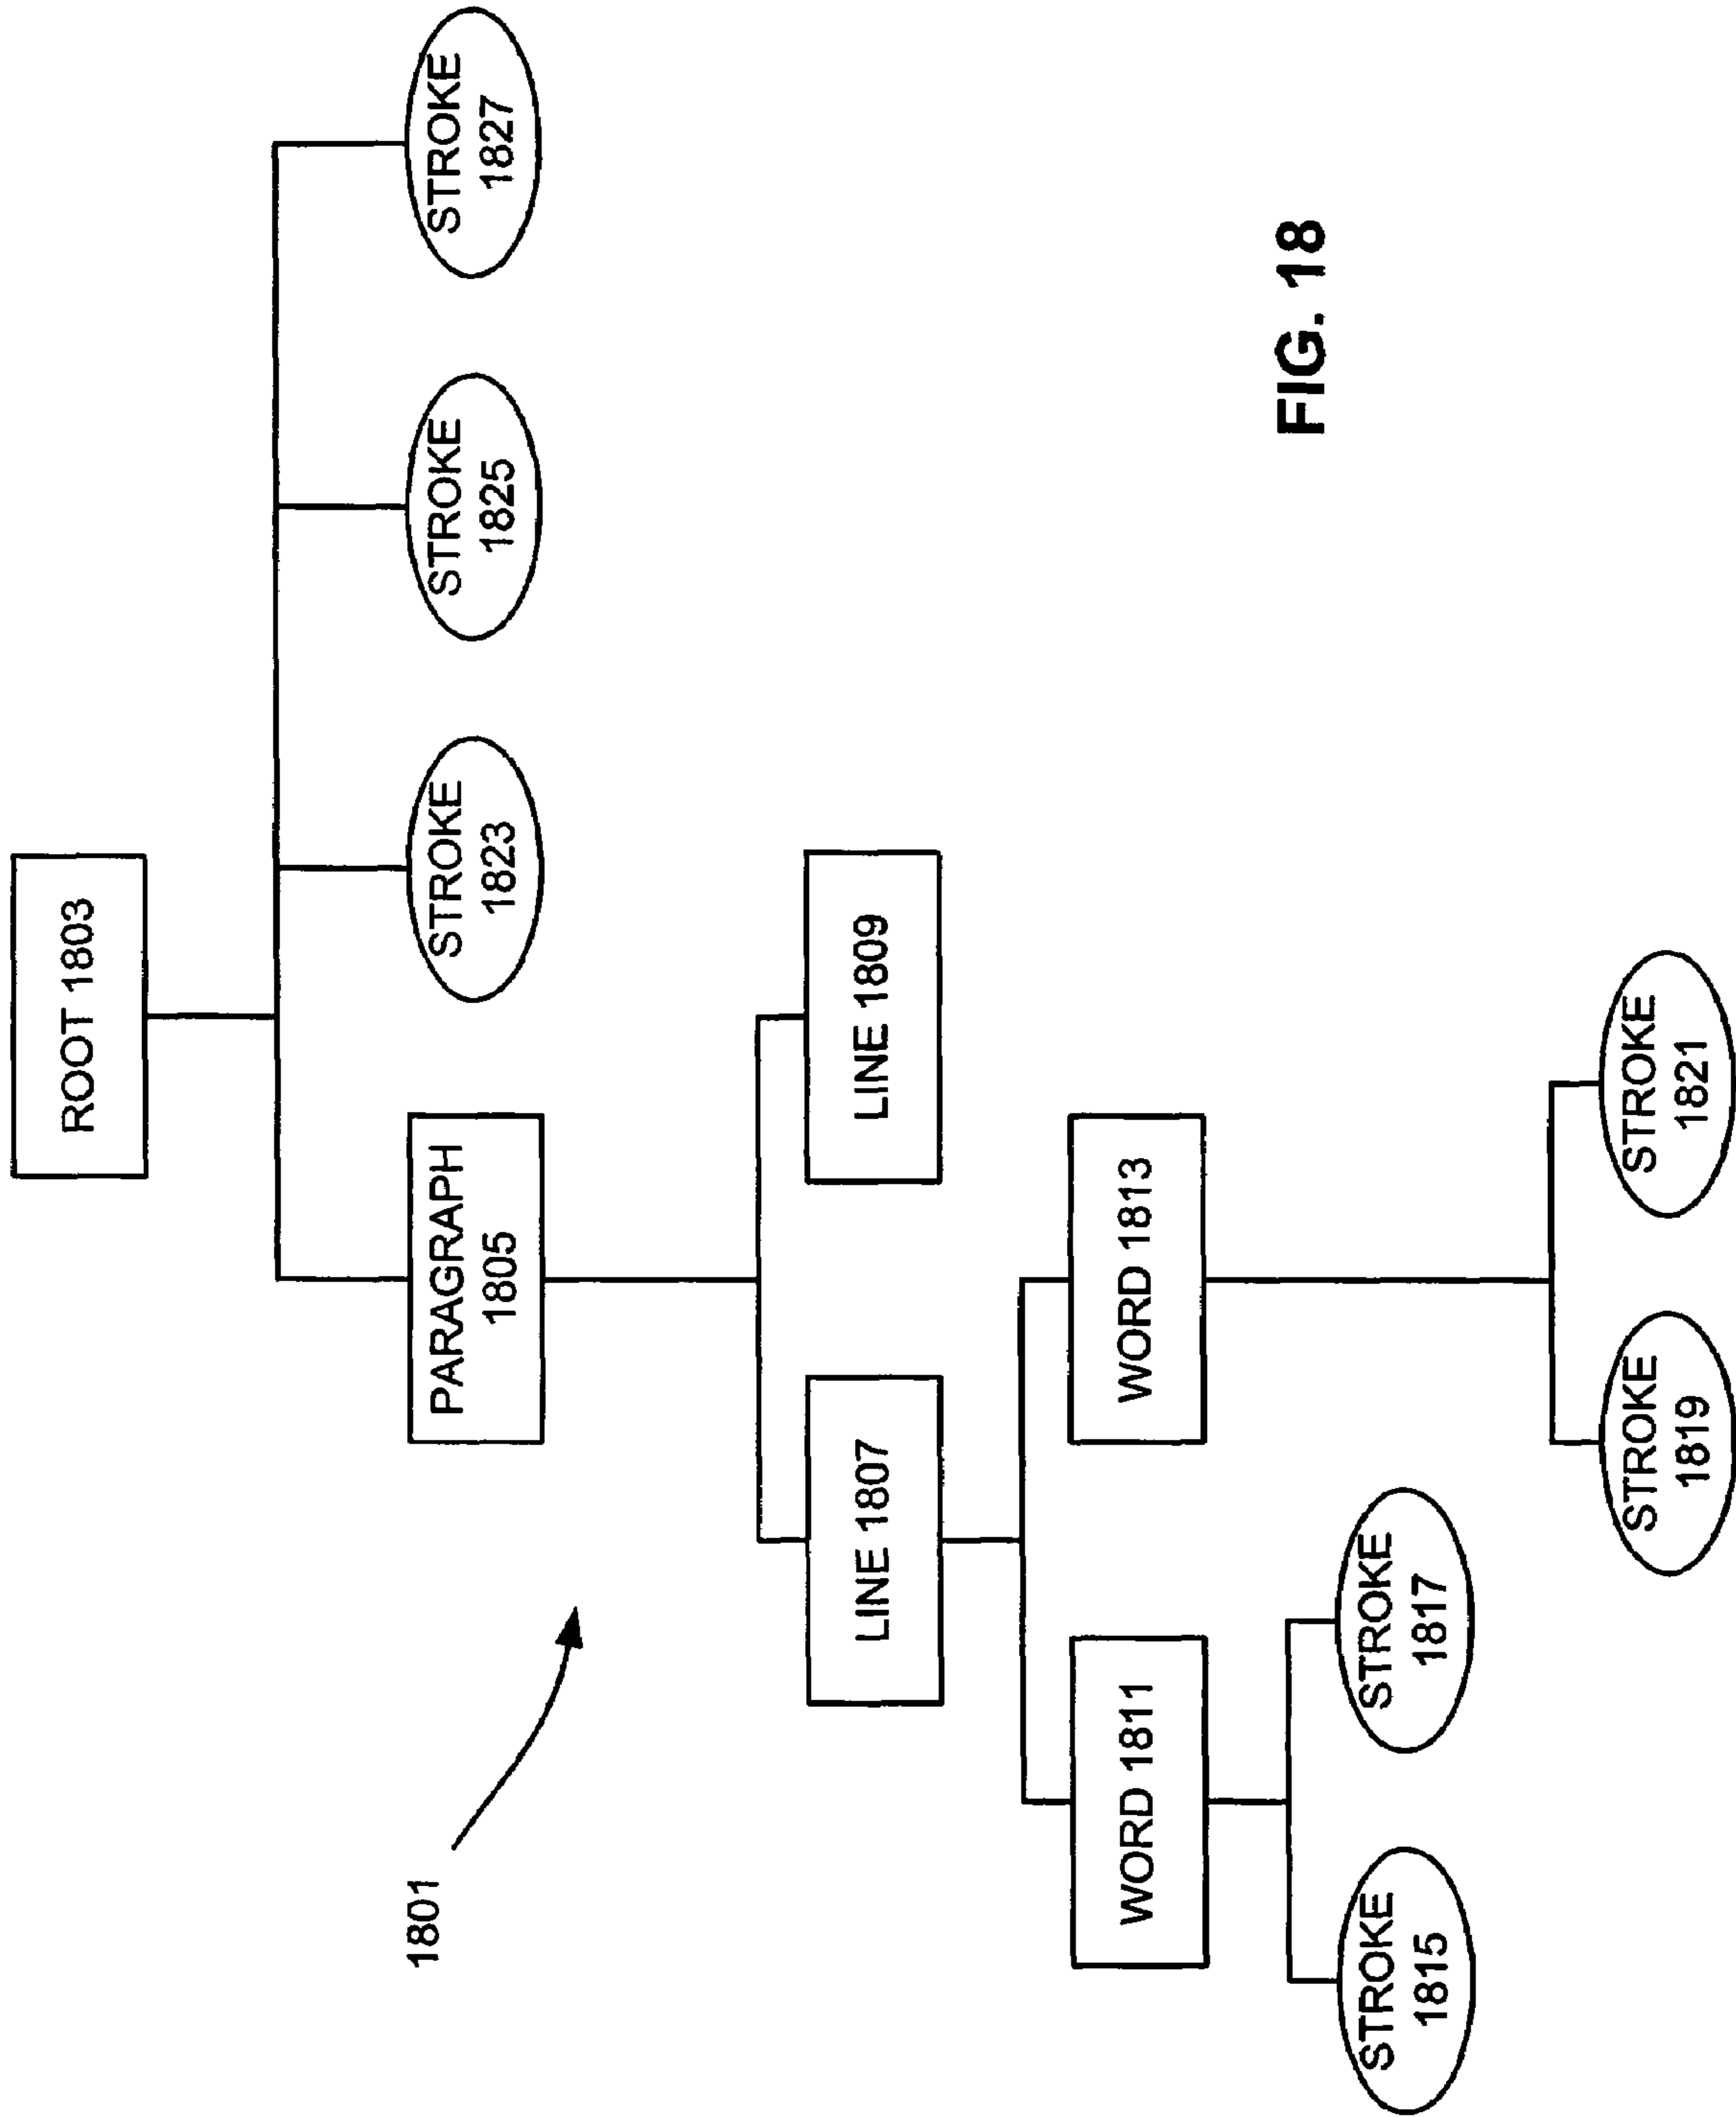 ROOT 1803
PARAGRAPH
1805
STROKE
1823
STROKE
1825
STROKE
1827
1801
LINE 1807
LINE 1809
WORD 1811
WORD 1813
STROKE
1815
STROKE
1817
STROKE
1819
STROKE
1821
FIG. 18